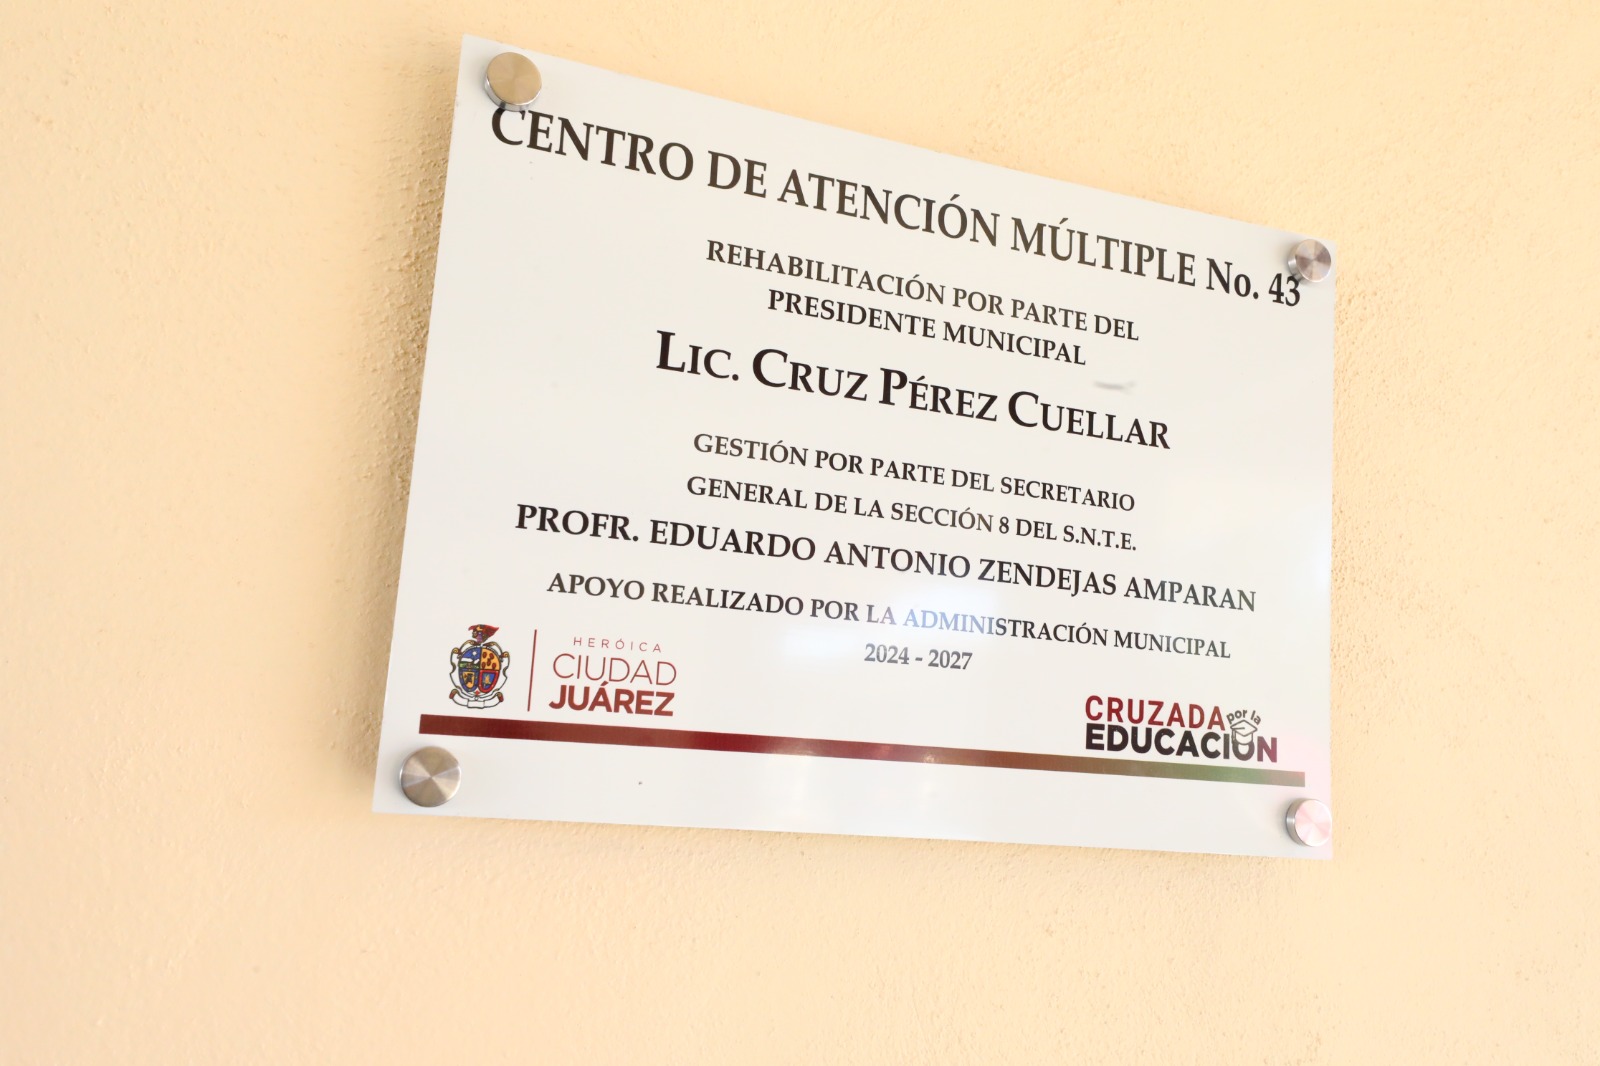 CENTRO DE ATENCIÓN MÚLTIPLE No. 43
REHABILITACIÓN POR PARTE DEL
PRESIDENTE MUNICIPAL
LIC. CRUZ PÉREZ CUELLAR
GESTIÓN POR PARTE DEL SECRETARIO
GENERAL DE LA SECCIÓN 8 DEL S.N.T.E.
PROFR. EDUARDO ANTONIO ZENDEJAS AMPARAN
APOYO REALIZADO POR LA ADMINISTRACIÓN MUNICIPAL
2024 - 2027
HERÓICA
CIUDAD
JUÁREZ
CRUZADA por la
EDUCACIÓN